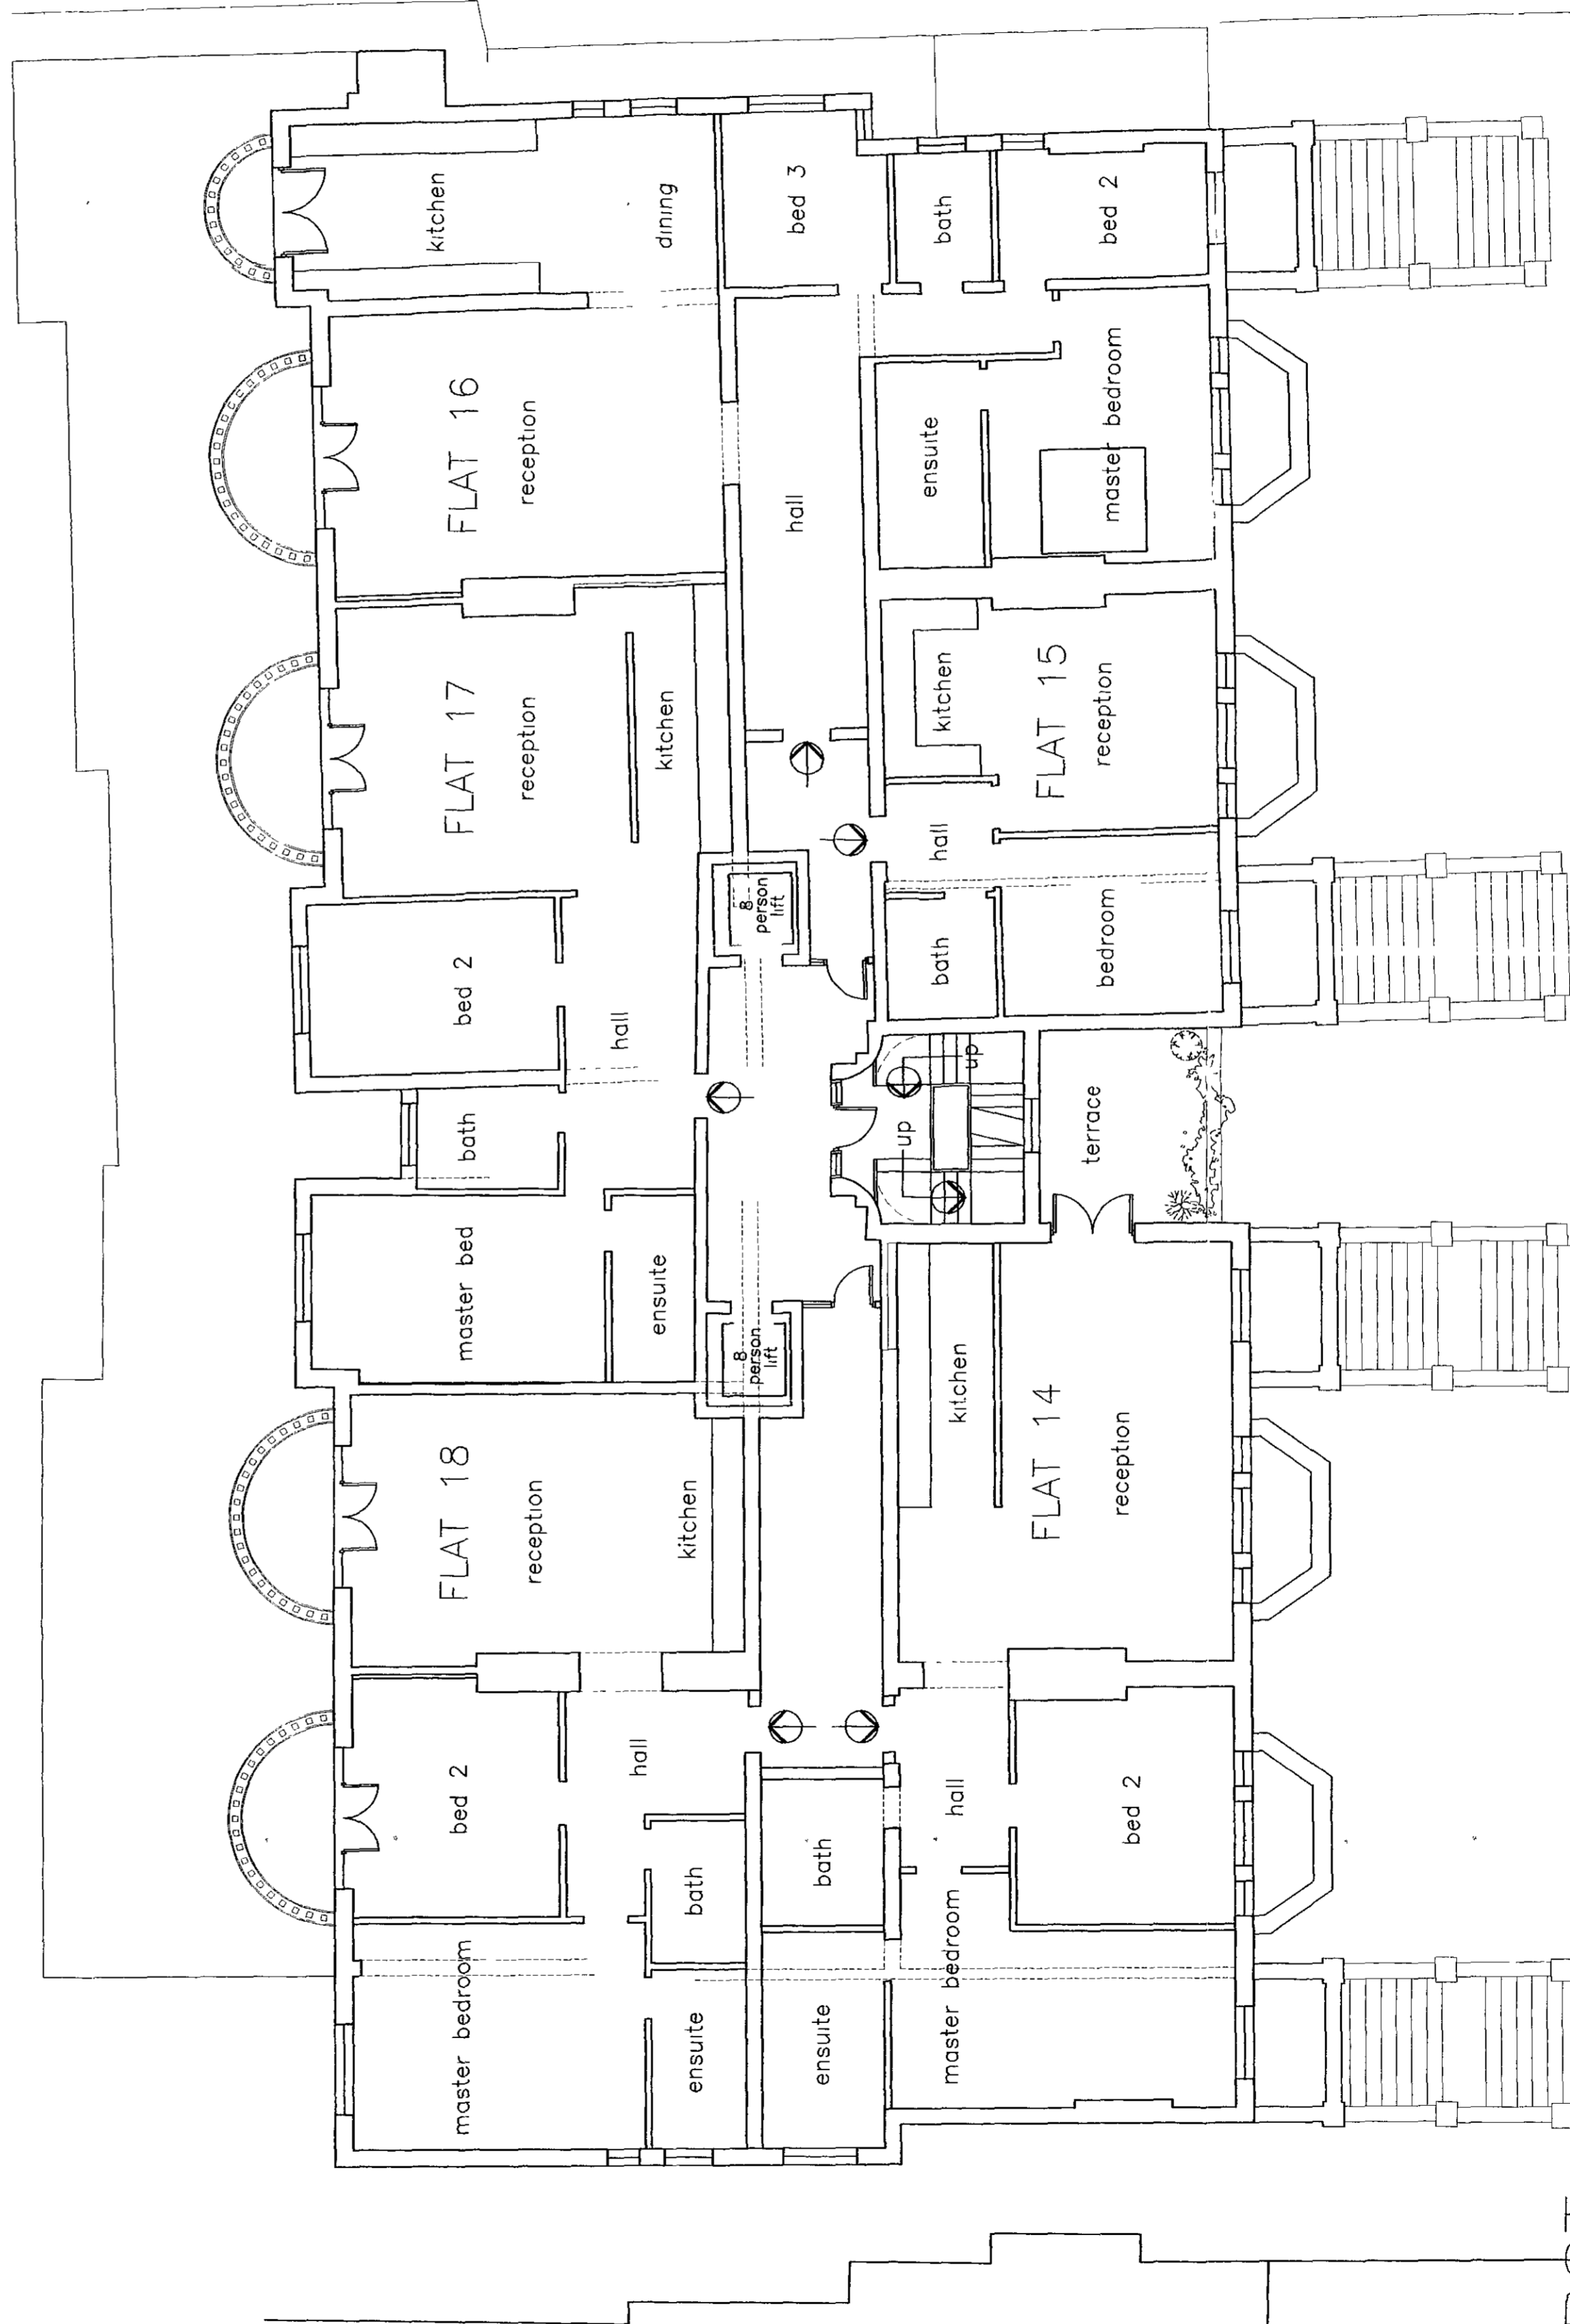 kitchen
dining
bed 3
bath
bed 2
FLAT 16
reception
hall
ensuite
master bedroom
FLAT 17
reception
kitchen
kitchen
FLAT 15
reception
hall
8
person
lift
bed 2
hall
bath
bedroom
bath
up
up
terrace
master bed
ensuite
8
person
lift
kitchen
FLAT 14
reception
FLAT 18
reception
kitchen
bed 2
hall
bath
bath
hall
bed 2
master bedroom
ensuite
ensuite
master bedroom